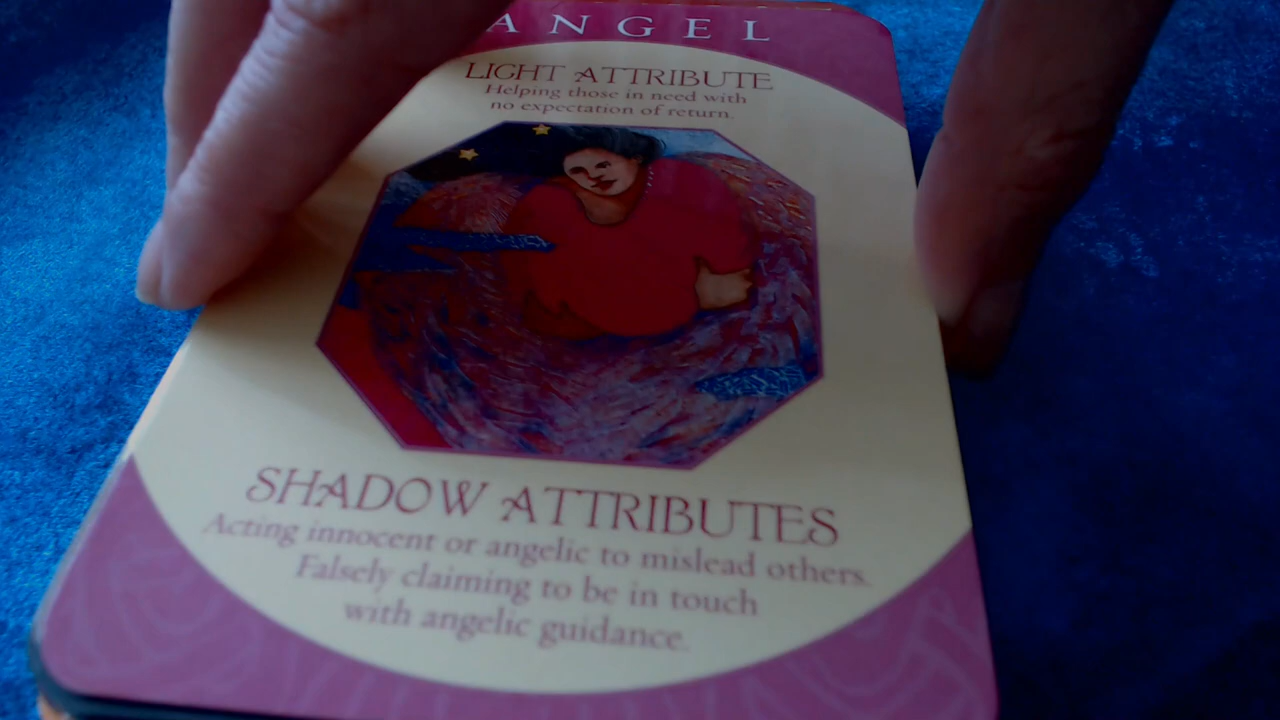 ANGEL
LIGHT ATTRIBUTE
Helping those in need with
no expectation of return.
SHADOW ATTRIBUTES
Acting innocent or angelic to mislead others.
Falsely claiming to be in touch
with angelic guidance.